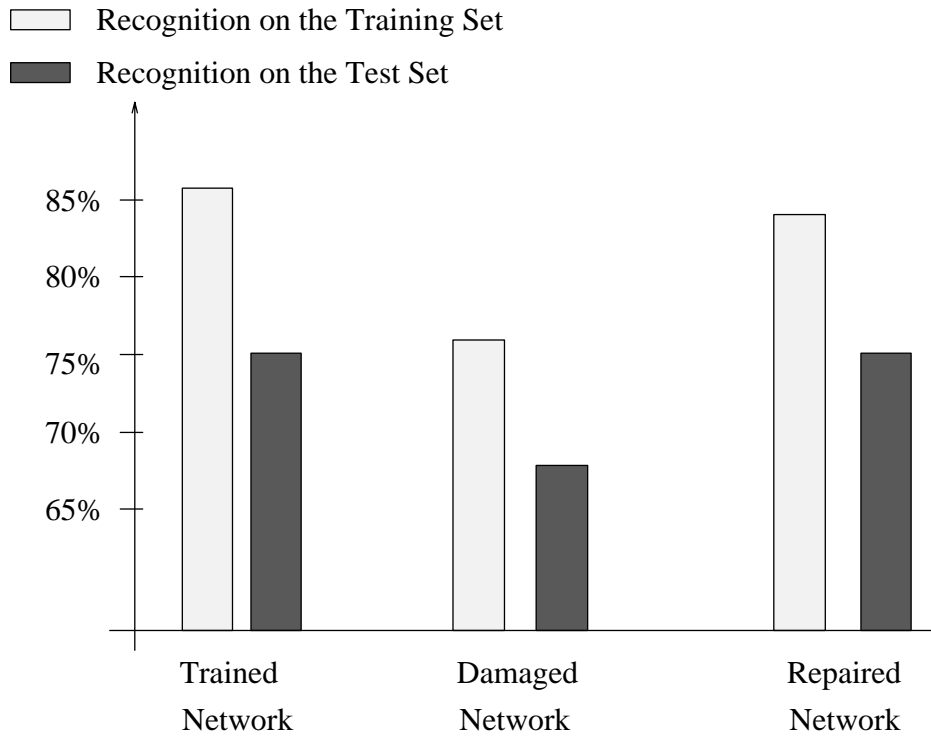 Recognition on the Training Set
Recognition on the Test Set
85%
80%
75%
70%
65%
Trained Damaged Repaired
Network Network Network